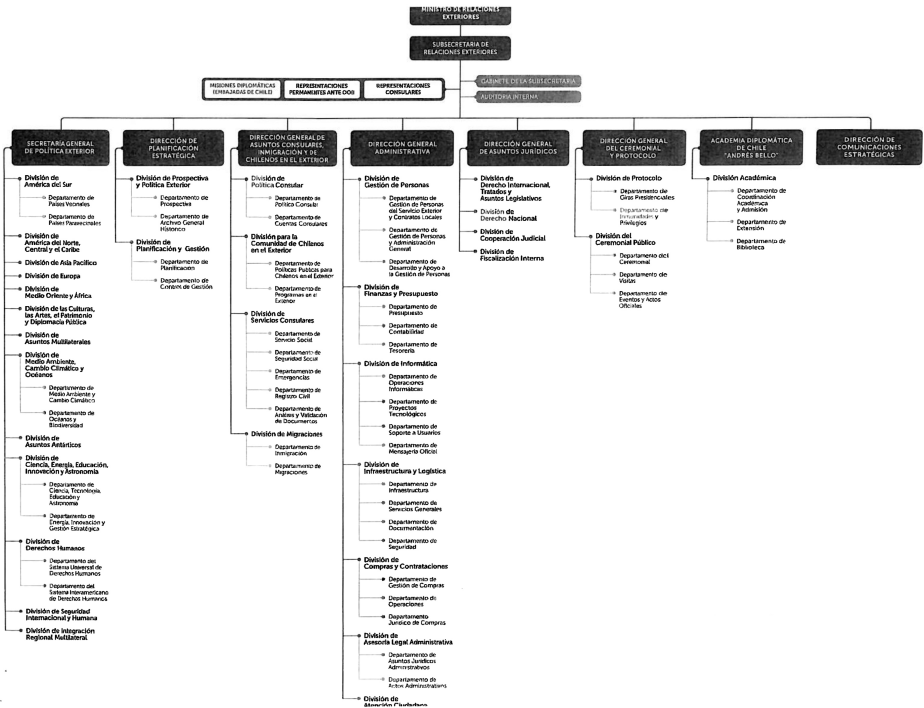 MINISTRO DE RELACIONES
EXTERIORES
SUBSECRETARIA DE
RELACIONES EXTERIORES
MISIONES DIPLOMÁTICAS
(EMBAJADAS DE CHILE)
REPRESENTACIONES
PERMANENTES ANTE OOII
REPRESENTACIONES
CONSULARES
GABINETE DE LA SUBSECRETARIA
AUDITORIA INTERNA
SECRETARÍA GENERAL
DE POLÍTICA EXTERIOR
División de
América del Sur
Departamento de
Países Vecinales
Departamento de
Países Paravecinales
División de
América del Norte,
Central y el Caribe
División de Asia Pacífico
División de Europa
División de
Medio Oriente y África
División de las Culturas,
las Artes, el Patrimonio
y Diplomacia Pública
División de
Asuntos Multilaterales
División de
Medio Ambiente,
Cambio Climático y
Océanos
Departamento de
Medio Ambiente y
Cambio Climático
Departamento de
Océanos y
Biodiversidad
División de
Asuntos Antárticos
División de
Ciencia, Energía, Educación,
Innovación y Astronomía
Departamento de
Ciencia, Tecnología,
Educación y
Astronomía
Departamento de
Energía, Innovación y
Gestión Estratégica
División de
Derechos Humanos
Departamento del
Sistema Universal de
Derechos Humanos
Departamento del
Sistema Interamericano
de Derechos Humanos
División de Seguridad
Internacional y Humana
División de Integración
Regional Multilateral
DIRECCIÓN DE
PLANIFICACIÓN
ESTRATÉGICA
División de Prospectiva
y Política Exterior
Departamento de
Prospectiva
Departamento de
Archivo General
Histórico
División de
Planificación y Gestión
Departamento de
Planificación
Departamento de
Control de Gestión
DIRECCIÓN GENERAL DE
ASUNTOS CONSULARES,
INMIGRACIÓN Y DE
CHILENOS EN EL EXTERIOR
División de
Política Consular
Departamento de
Política Consular
Departamento de
Cuentas Consulares
División para la
Comunidad de Chilenos
en el Exterior
Departamento de
Políticas Públicas para
Chilenos en el Exterior
Departamento de
Programas en el
Exterior
División de
Servicios Consulares
Departamento de
Servicio Social
Departamento de
Seguridad Social
Departamento de
Emergencias
Departamento de
Registro Civil
Departamento de
Análisis y Validación
de Documentos
División de Migraciones
Departamento de
Inmigración
Departamento de
Migraciones
DIRECCIÓN GENERAL
ADMINISTRATIVA
División de
Gestión de Personas
Departamento de
Gestión de Personas
del Servicio Exterior
y Contratos Locales
Departamento de
Gestión de Personas
y Administración
General
Departamento de
Desarrollo y Apoyo a
la Gestión de Personas
División de
Finanzas y Presupuesto
Departamento de
Presupuesto
Departamento de
Contabilidad
Departamento de
Tesorería
División de Informática
Departamento de
Operaciones
Informáticas
Departamento de
Proyectos
Tecnológicos
Departamento de
Soporte a Usuarios
Departamento de
Mensajería Oficial
División de
Infraestructura y Logística
Departamento de
Infraestructura
Departamento de
Servicios Generales
Departamento de
Documentación
Departamento de
Seguridad
División de
Compras y Contrataciones
Departamento de
Gestión de Compras
Departamento de
Operaciones
Departamento
Jurídico de Compras
División de
Asesoría Legal Administrativa
Departamento de
Asuntos Jurídicos
Administrativos
Departamento de
Actos Administrativos
División de
Atención Ciudadana
DIRECCIÓN GENERAL
DE ASUNTOS JURÍDICOS
División de
Derecho Internacional,
Tratados y
Asuntos Legislativos
División de
Derecho Nacional
División de
Cooperación Judicial
División de
Fiscalización Interna
DIRECCIÓN GENERAL
DEL CEREMONIAL
Y PROTOCOLO
División de Protocolo
Departamento de
Giras Presidenciales
Departamento de
Inmunidades y
Privilegios
División del
Ceremonial Público
Departamento del
Ceremonial
Departamento de
Visitas
Departamento de
Eventos y Actos
Oficiales
ACADEMIA DIPLOMÁTICA
DE CHILE
"ANDRÉS BELLO"
División Académica
Departamento de
Coordinación
Académica
y Admisión
Departamento de
Extensión
Departamento de
Biblioteca
DIRECCIÓN DE
COMUNICACIONES
ESTRATÉGICAS